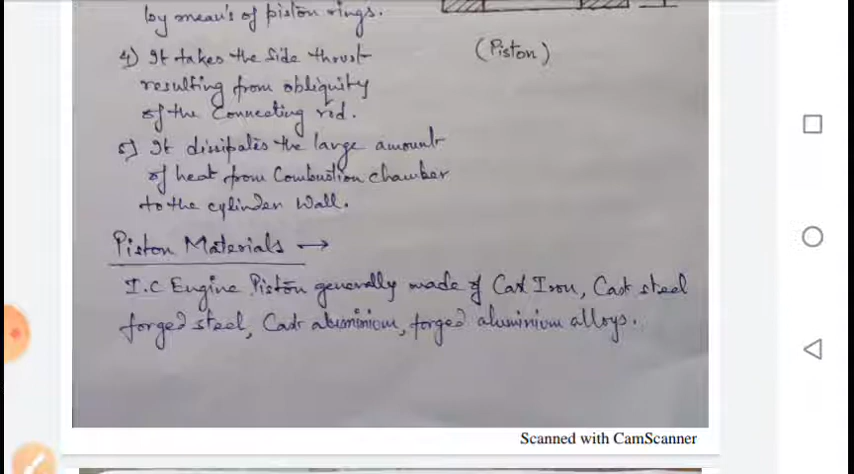 by mean's of piston rings.
4) It takes the side thrust
resulting from obliquity
of the Connecting rod.
5) It dissipates the large amount
of heat from Combustion chamber
to the cylinder Wall.
(Piston)
Piston Materials →
I.C Engine Piston generally made of Cast Iron, Cast steel
forged steel, Cast aluminium, forged aluminium alloys.
Scanned with CamScanner